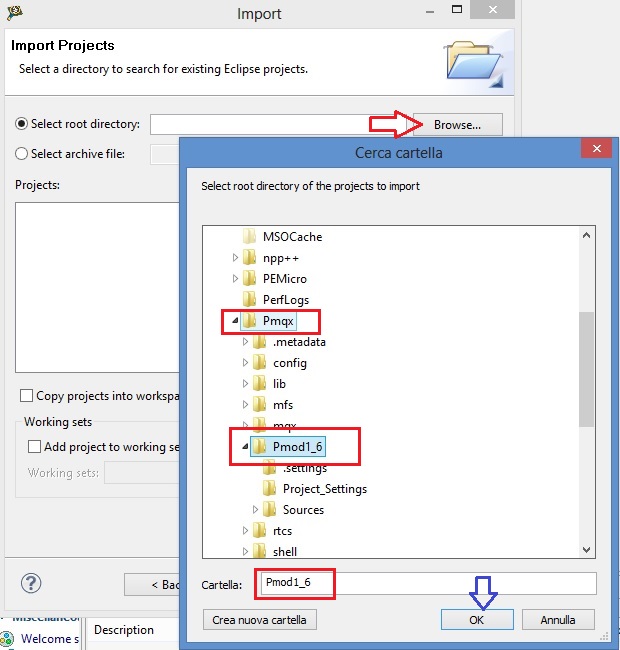 Import
Import Projects
Select a directory to search for existing Eclipse projects.
Select root directory:
Browse...
Select archive file:
Projects:
Cerca cartella
Select root directory of the projects to import
MSOCache
npp++
PEMicro
PerfLogs
Pmqx
.metadata
config
lib
mfs
mqx
Pmod1_6
.settings
Project_Settings
Sources
rtcs
shell
Cartella: Pmod1_6
Crea nuova cartella
OK
Annulla
Copy projects into workspa
Working sets
Add project to working se
Working sets:
?
< Bac
Miscellaneo
Welcome s
Description